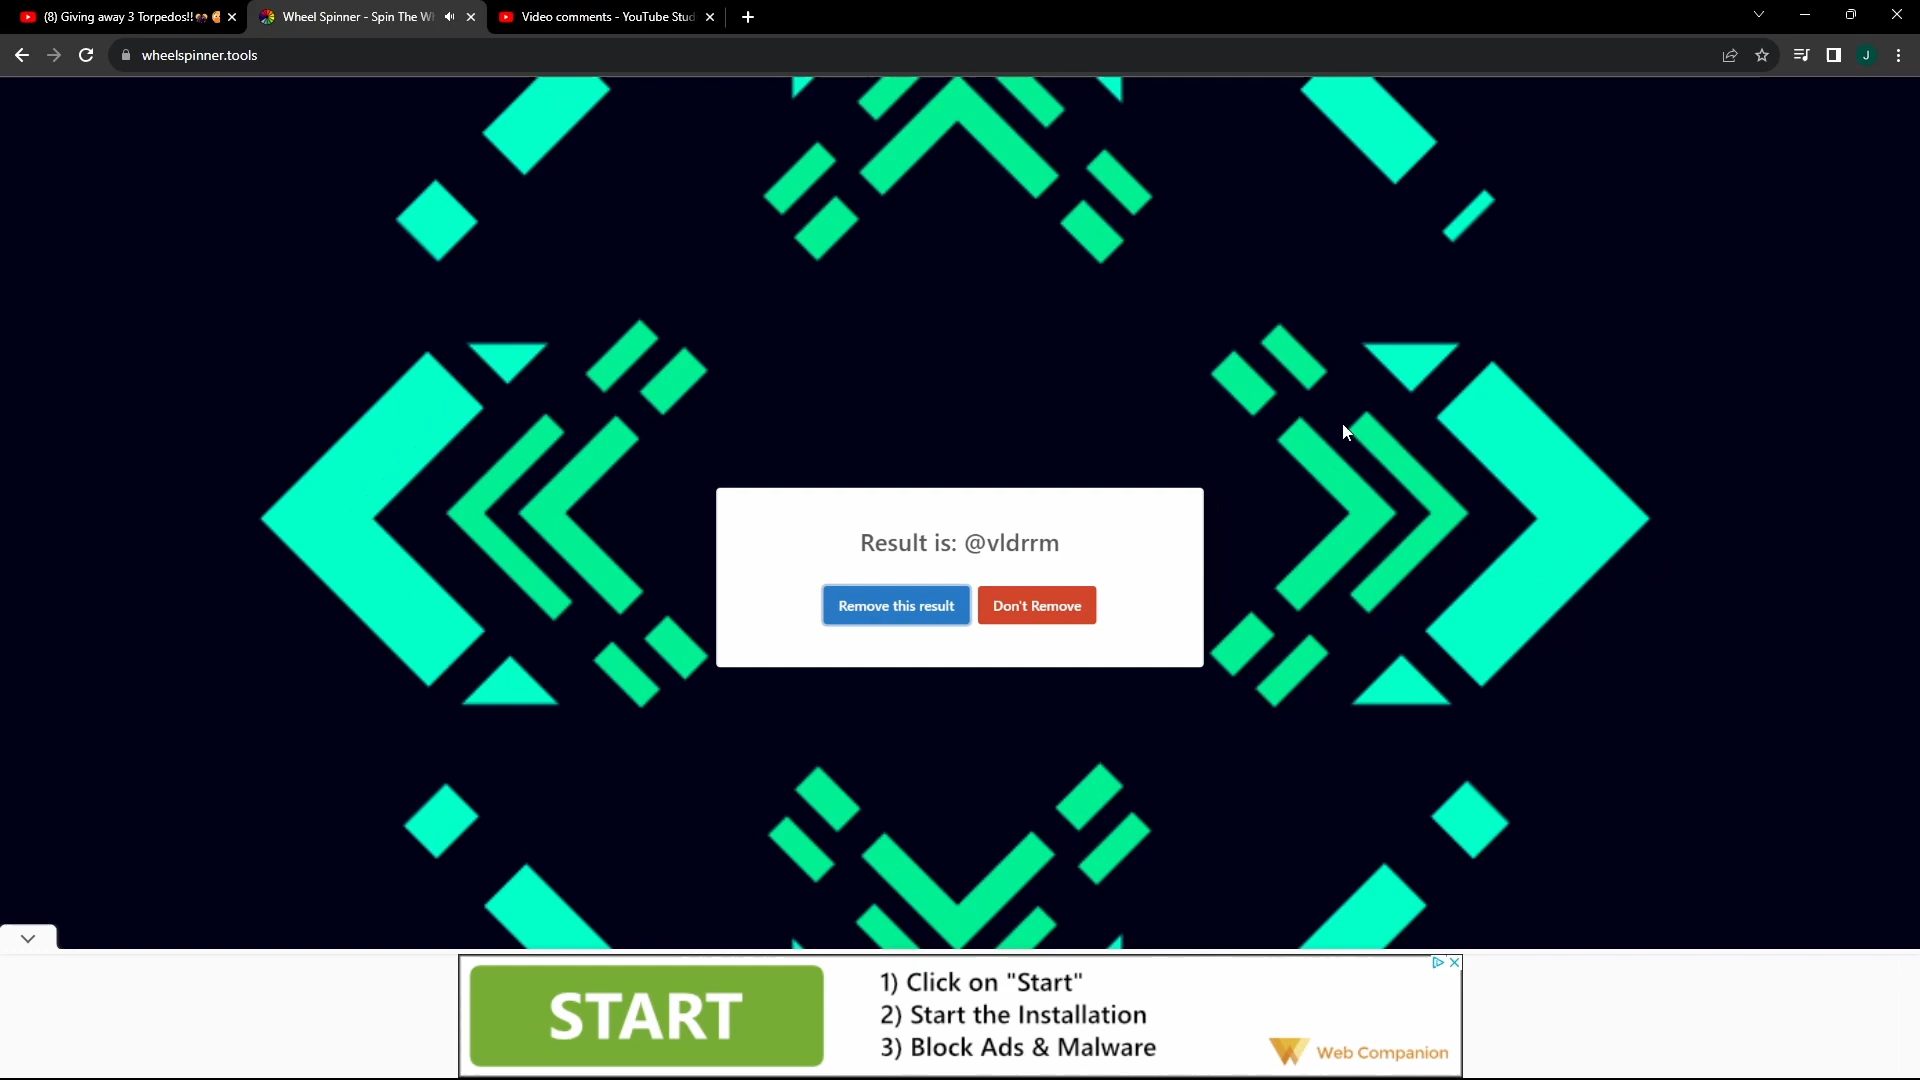 (8) Giving away 3 Torpedos!!
Wheel Spinner - Spin The W
Video comments - YouTube Stud
wheelspinner.tools
J
Result is: @vldrrm
Remove this result
Don't Remove
START
1) Click on "Start"
2) Start the Installation
3) Block Ads & Malware
Web Companion